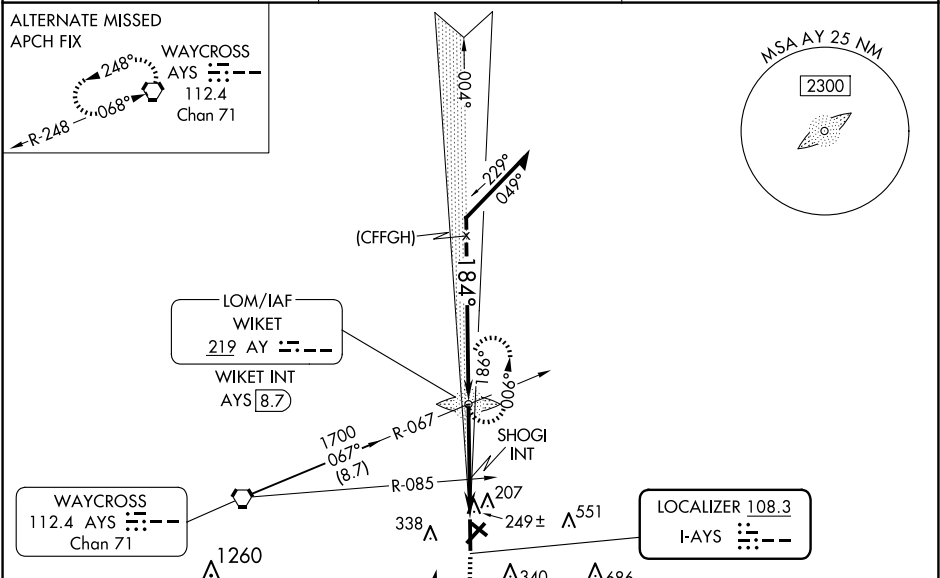 ALTERNATE MISSED
APCH FIX
WAYCROSS
AYS
112.4
Chan 71
248°
068°
R-248
MSA AY 25 NM
2300
004°
229°
049°
(CFFGH)
184°
LOM/IAF
WIKET
219 AY
WIKET INT
AYS 8.7
186°
006°
1700
067°
(8.7)
R-067
SHOGI
INT
R-085
WAYCROSS
112.4 AYS
Chan 71
207
338
249±
551
LOCALIZER 108.3
I-AYS
1260
340
686